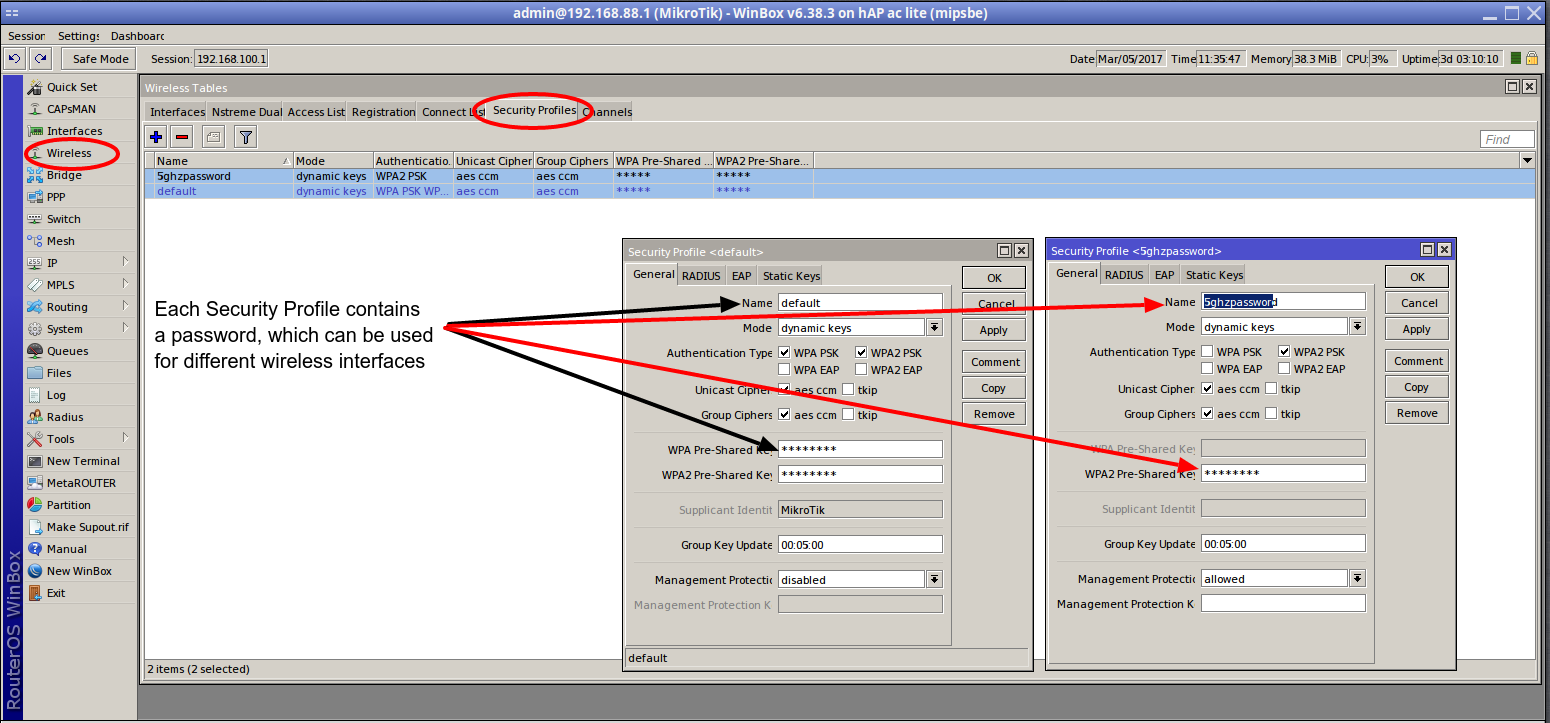 admin@192.168.88.1 (MikroTik) - WinBox v6.38.3 on hAP ac lite (mipsbe)
Session Settings Dashboard
Safe Mode Session: 192.168.100.1 Date Mar/05/2017 Time 11:35:47 Memory 38.3 MiB CPU: 3% Uptime 3d 03:10:10
RouterOS WinBox
Quick Set
CAPsMAN
Interfaces
Wireless
Bridge
PPP
Switch
Mesh
IP
MPLS
Routing
System
Queues
Files
Log
Radius
Tools
New Terminal
MetaROUTER
Partition
Make Supout.rif
Manual
New WinBox
Exit
Wireless Tables
Interfaces Nstreme Dual Access List Registration Connect List Security Profiles Channels
Find
Name Mode Authenticatio.. Unicast Cipher Group Ciphers WPA Pre-Shared ... WPA2 Pre-Share...
5ghzpassword dynamic keys WPA2 PSK aes ccm aes ccm ***** *****
default dynamic keys WPA PSK WP... aes ccm aes ccm ***** *****
Each Security Profile contains
a password, which can be used
for different wireless interfaces
Security Profile <default>
General RADIUS EAP Static Keys
Name default
Mode dynamic keys
Authentication Type WPA PSK WPA2 PSK
WPA EAP WPA2 EAP
Unicast Cipher aes ccm tkip
Group Ciphers aes ccm tkip
WPA Pre-Shared Key ********
WPA2 Pre-Shared Key ********
Supplicant Identit MikroTik
Group Key Update 00:05:00
Management Protectic disabled
Management Protection K
default
OK
Cancel
Apply
Comment
Copy
Remove
Security Profile <5ghzpassword>
General RADIUS EAP Static Keys
Name 5ghzpassword
Mode dynamic keys
Authentication Type WPA PSK WPA2 PSK
WPA EAP WPA2 EAP
Unicast Cipher aes ccm tkip
Group Ciphers aes ccm tkip
WPA Pre-Shared Key
WPA2 Pre-Shared Key ********
Supplicant Identit
Group Key Update 00:05:00
Management Protectic allowed
Management Protection K
OK
Cancel
Apply
Comment
Copy
Remove
2 items (2 selected)